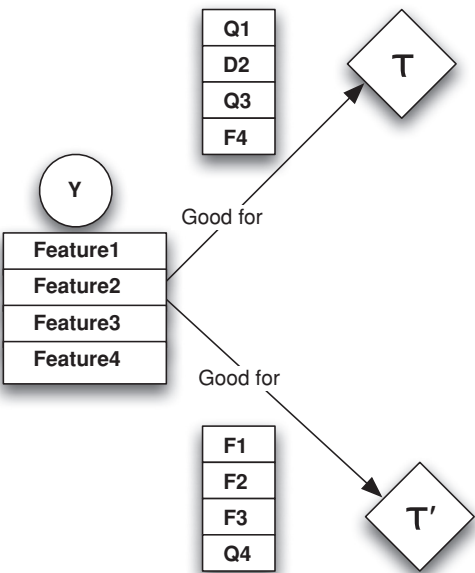 Q1
D2
Q3
F4
τ
Y
Good for
Feature1
Feature2
Feature3
Feature4
Good for
F1
F2
F3
Q4
τ′